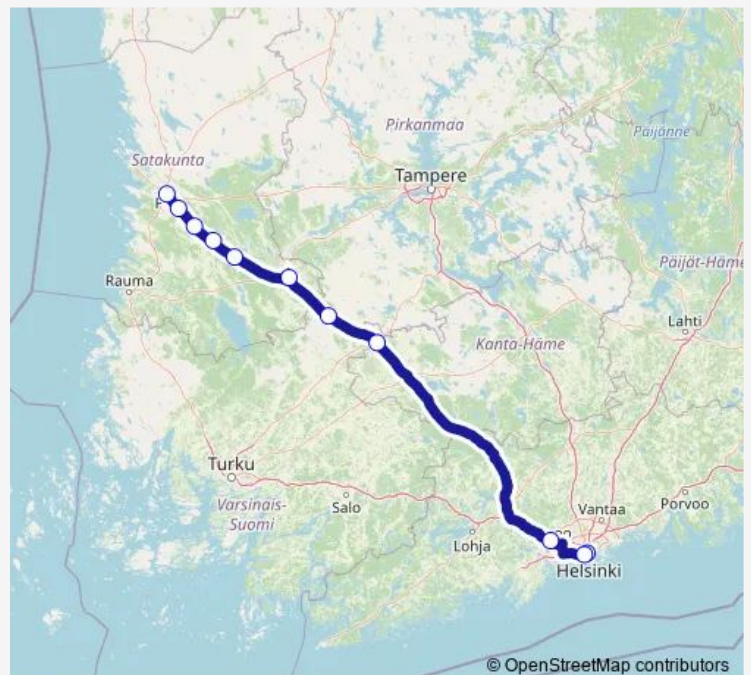 Pirkanmaa
Päijänne
Satakunta
Tampere
Rauma
Päijät-Häme
Lahti
Kanta-Häme
Turku
Varsinais-
Suomi
Salo
Vantaa
Porvoo
Lohja
Helsinki
© OpenStreetMap contributors